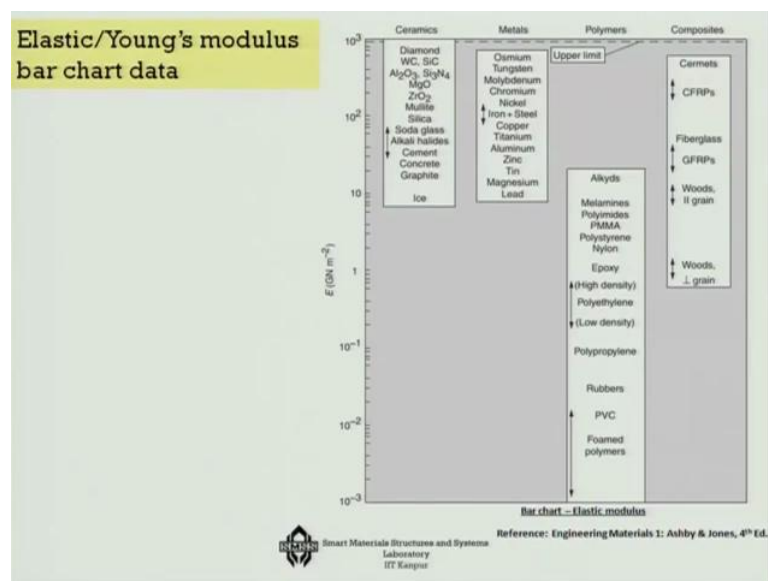 Elastic/Young's modulus
bar chart data
Ceramics
Metals
Polymers
Composites
10³
10²
10
1
10⁻¹
10⁻²
10⁻³
E (GN m⁻²)
Diamond
WC, SiC
Al₂O₃, Si₃N₄
MgO
ZrO₂
Mullite
Silica
Soda glass
Alkali halides
Cement
Concrete
Graphite
Ice
Osmium
Tungsten
Molybdenum
Chromium
Nickel
Iron + Steel
Copper
Titanium
Aluminum
Zinc
Tin
Magnesium
Lead
Upper limit
Alkyds
Melamines
Polyimides
PMMA
Polystyrene
Nylon
Epoxy
(High density)
Polyethylene
(Low density)
Polypropylene
Rubbers
PVC
Foamed
polymers
Cermets
CFRPs
Fiberglass
GFRPs
Woods,
II grain
Woods,
⊥ grain
Bar chart – Elastic modulus
Reference: Engineering Materials 1: Ashby & Jones, 4th Ed.
SMSS
Smart Materials Structures and Systems
Laboratory
IIT Kanpur